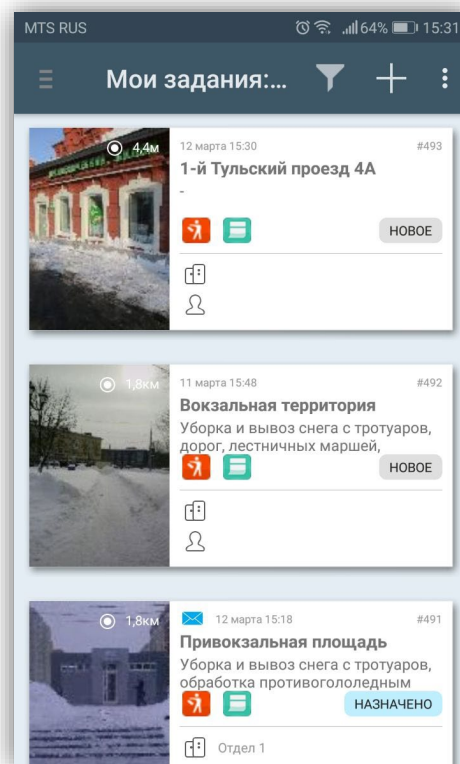 MTS RUS 64% 15:31
Мои задания:...
4,4м 12 марта 15:30 #493
1-й Тульский проезд 4А
-
НОВОЕ
1,8км 11 марта 15:48 #492
Вокзальная территория
Уборка и вывоз снега с тротуаров,
дорог, лестничных маршей,
НОВОЕ
1,8км 12 марта 15:18 #491
Привокзальная площадь
Уборка и вывоз снега с тротуаров,
обработка противогололедным
НАЗНАЧЕНО
Отдел 1